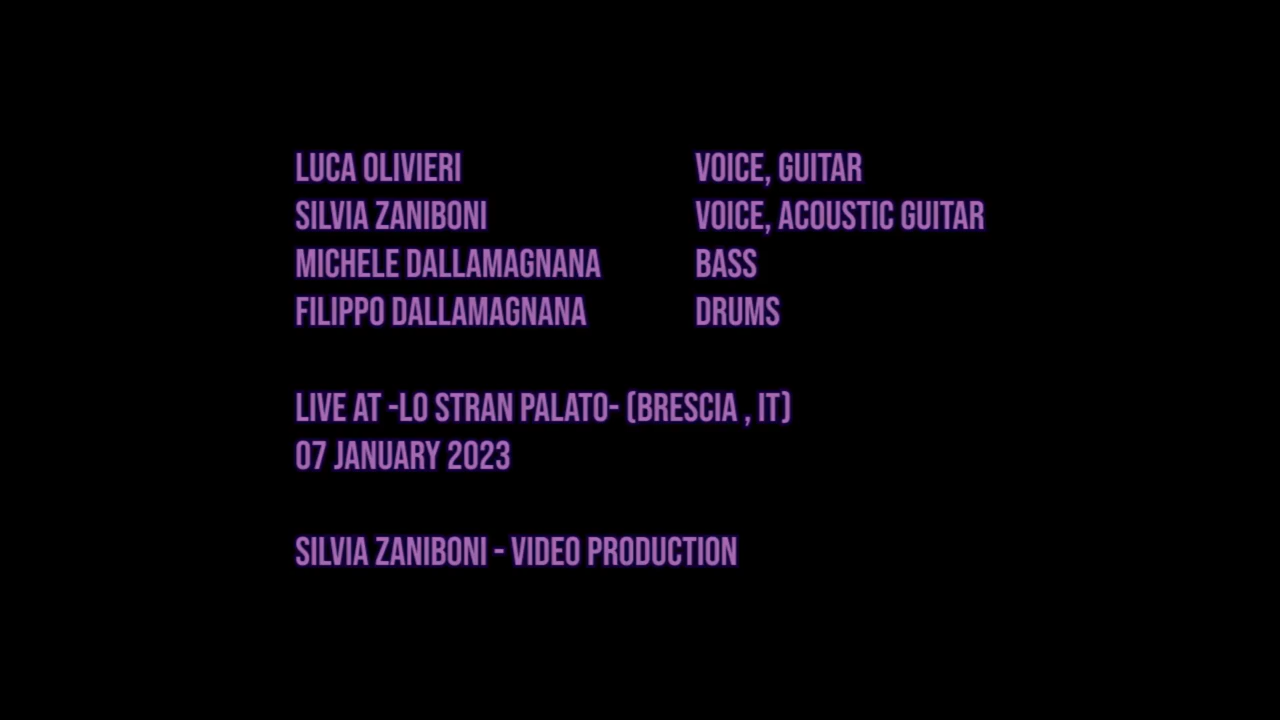 LUCA OLIVIERI VOICE, GUITAR
SILVIA ZANIBONI VOICE, ACOUSTIC GUITAR
MICHELE DALLAMAGNANA BASS
FILIPPO DALLAMAGNANA DRUMS
LIVE AT -LO STRAN PALATO- (BRESCIA , IT)
07 JANUARY 2023
SILVIA ZANIBONI - VIDEO PRODUCTION